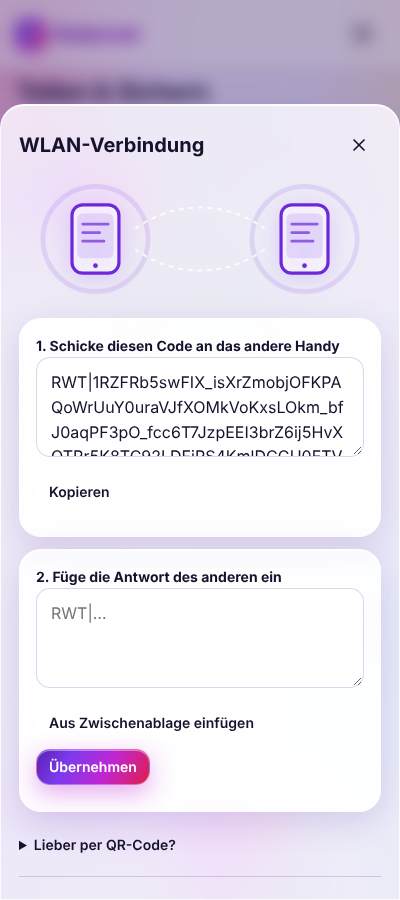 WLAN-Verbindung
1. Schicke diesen Code an das andere Handy
RWT|1RZFRb5swFIX_isXrZmobjOFKPA
QoWrUuY0uraVJfXOMkVoKxsLOkm_bf
J0aqPF3pO_fcc6T7JzpEEI3brZ6ij5HvX
2. Füge die Antwort des anderen ein
RWT|...
Aus Zwischenablage einfügen
Kopieren
Übernehmen
Lieber per QR-Code?